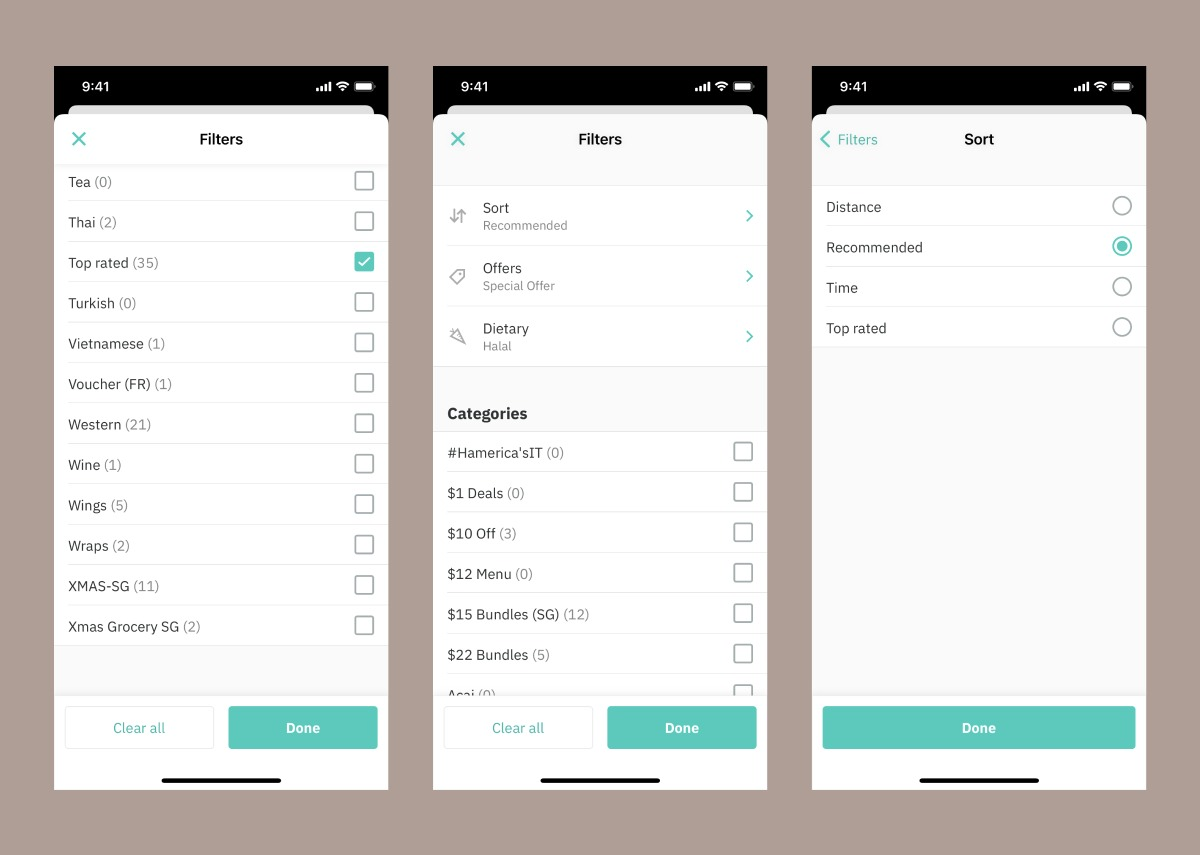 9:41
Filters
Tea (0)
Thai (2)
Top rated (35)
Turkish (0)
Vietnamese (1)
Voucher (FR) (1)
Western (21)
Wine (1)
Wings (5)
Wraps (2)
XMAS-SG (11)
Xmas Grocery SG (2)
Clear all
Done
9:41
Filters
Sort
Recommended
Offers
Special Offer
Dietary
Halal
Categories
#Hamerica'sIT (0)
$1 Deals (0)
$10 Off (3)
$12 Menu (0)
$15 Bundles (SG) (12)
$22 Bundles (5)
Acai (0)
Clear all
Done
9:41
Filters
Sort
Distance
Recommended
Time
Top rated
Done